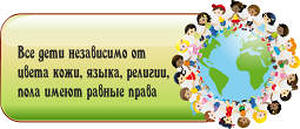 Все дети независимо от
цвета кожи, языка, религии,
пола имеют равные права